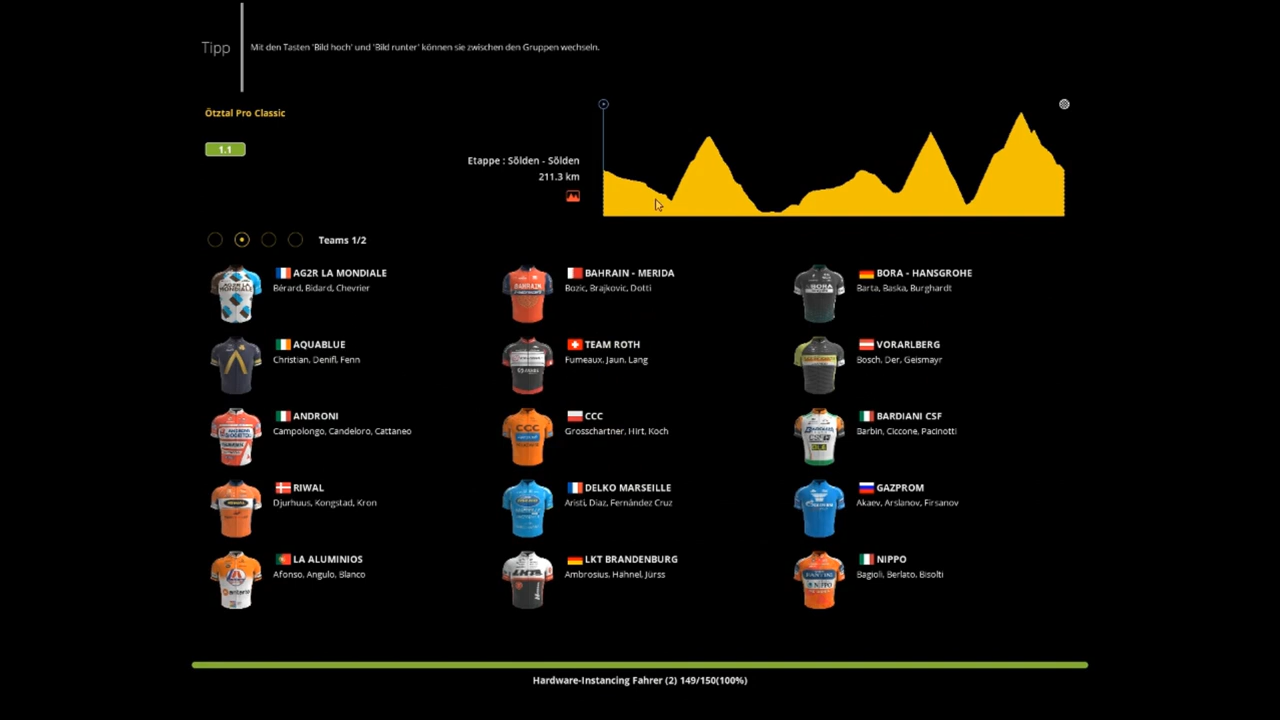 Tipp
Mit den Tasten 'Bild hoch' und 'Bild runter' können sie zwischen den Gruppen wechseln.
Ötztal Pro Classic
1.1
Etappe : Sölden - Sölden
211.3 km
Teams 1/2
AG2R LA MONDIALE
Bérard, Bidard, Chevrier
BAHRAIN - MERIDA
Bozic, Brajkovic, Dotti
BORA - HANSGROHE
Barta, Baska, Burghardt
AQUABLUE
Christian, Denifl, Fenn
TEAM ROTH
Fumeaux, Jaun, Lang
VORARLBERG
Bosch, Der, Geismayr
ANDRONI
Campolongo, Candeloro, Cattaneo
CCC
Grosschartner, Hirt, Koch
BARDIANI CSF
Barbin, Ciccone, Pacinotti
RIWAL
Djurhuus, Kongstad, Kron
DELKO MARSEILLE
Aristi, Diaz, Fernández Cruz
GAZPROM
Akaev, Arslanov, Firsanov
LA ALUMINIOS
Afonso, Angulo, Blanco
LKT BRANDENBURG
Ambrosius, Hähnel, Jürss
NIPPO
Bagioli, Berlato, Bisolti
Hardware-Instancing Fahrer (2) 149/150(100%)